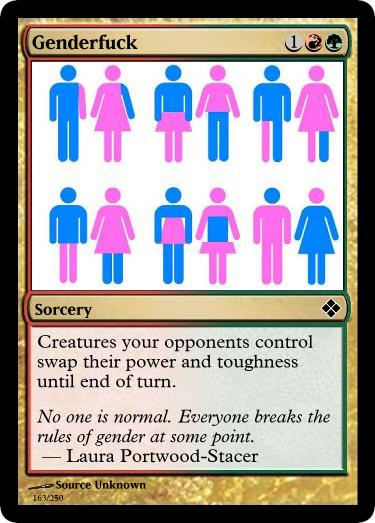 Genderfuck 1
Sorcery
Creatures your opponents control
swap their power and toughness
until end of turn.
No one is normal. Everyone breaks the
rules of gender at some point.
— Laura Portwood-Stacer
Source Unknown
163/250